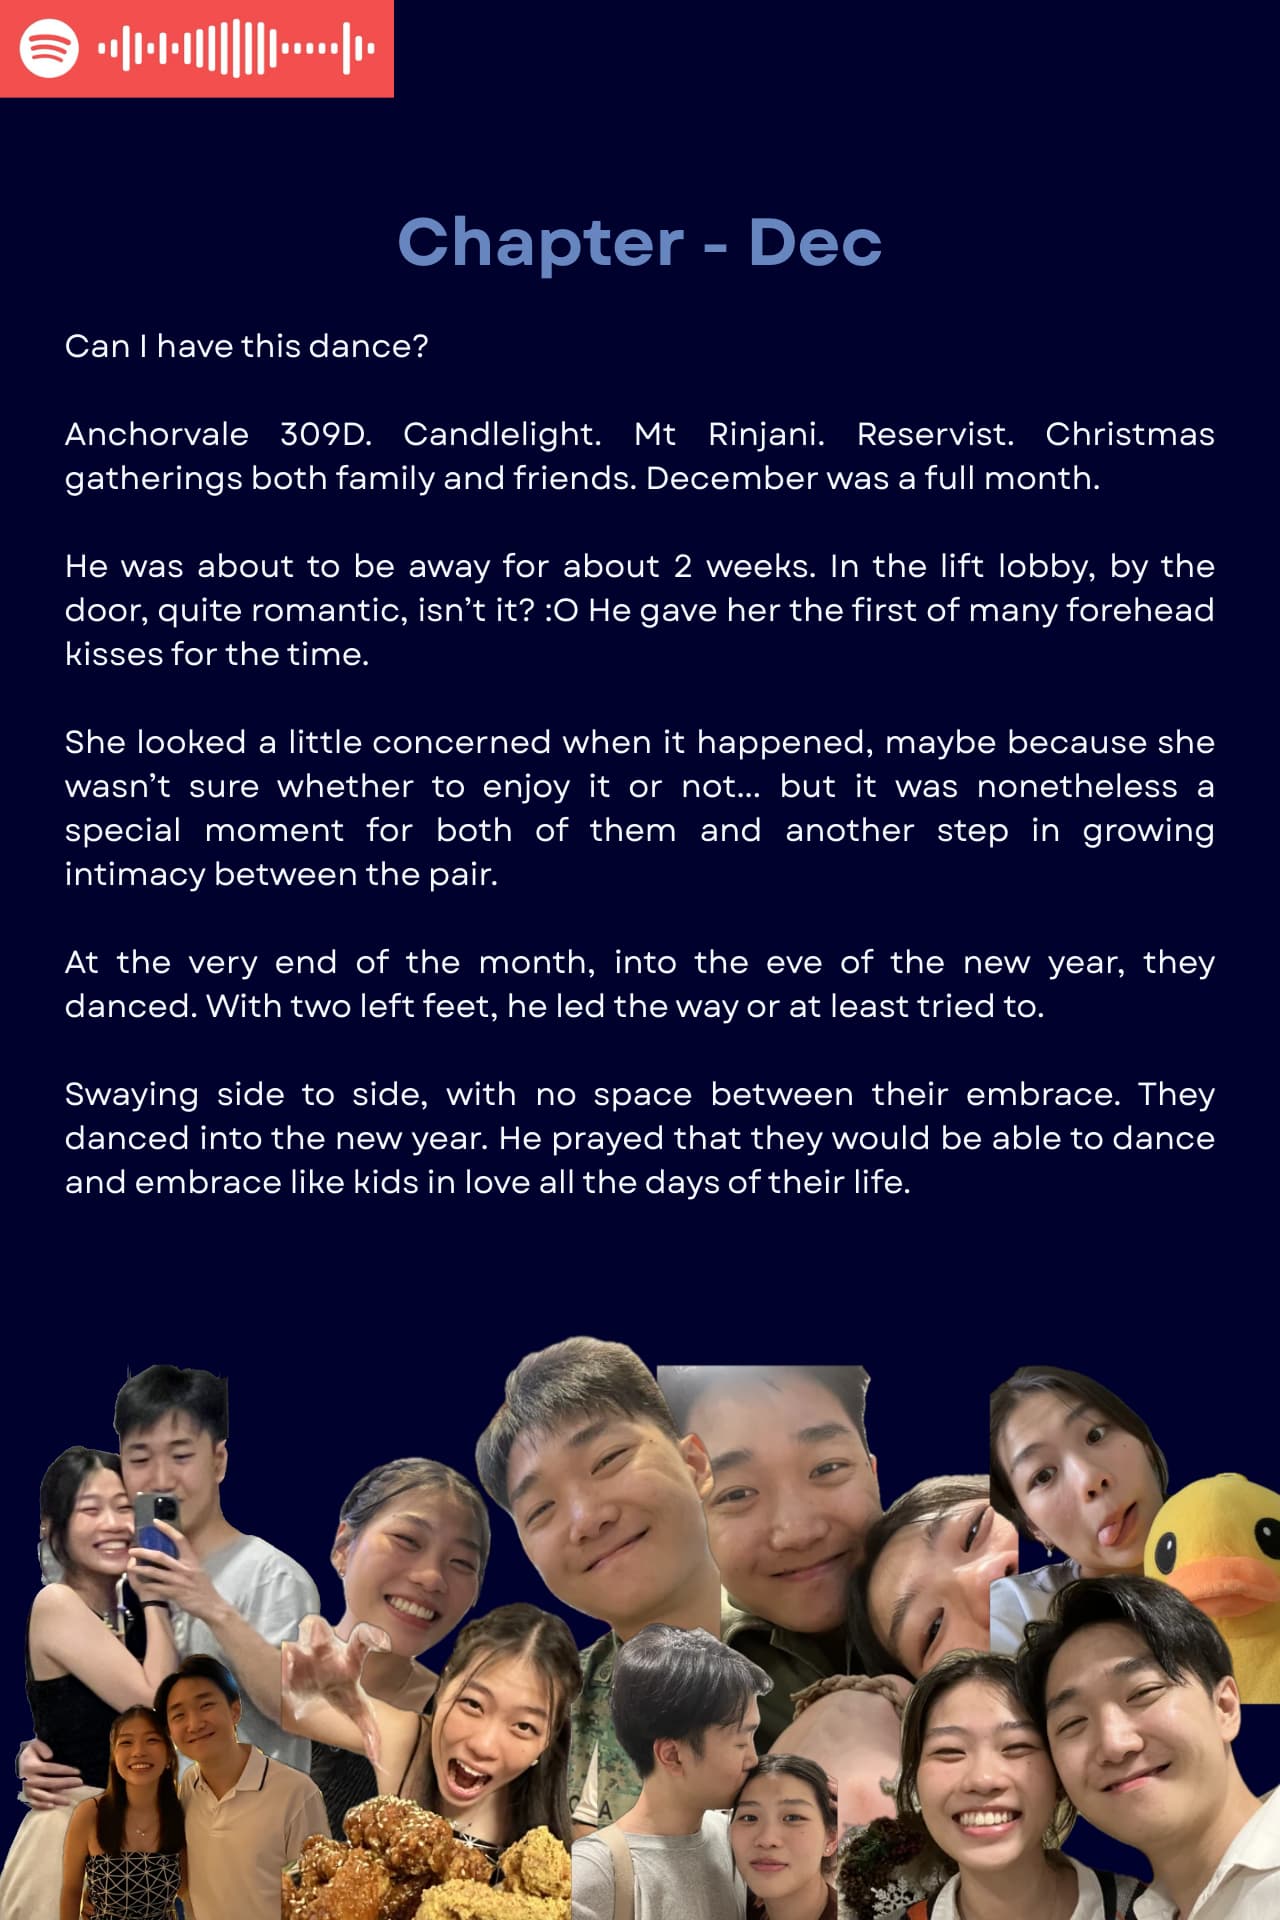 Chapter - Dec
Can I have this dance?
Anchorvale 309D. Candlelight. Mt Rinjani. Reservist. Christmas
gatherings both family and friends. December was a full month.
He was about to be away for about 2 weeks. In the lift lobby, by the
door, quite romantic, isn’t it? :O He gave her the first of many forehead
kisses for the time.
She looked a little concerned when it happened, maybe because she
wasn’t sure whether to enjoy it or not... but it was nonetheless a
special moment for both of them and another step in growing
intimacy between the pair.
At the very end of the month, into the eve of the new year, they
danced. With two left feet, he led the way or at least tried to.
Swaying side to side, with no space between their embrace. They
danced into the new year. He prayed that they would be able to dance
and embrace like kids in love all the days of their life.